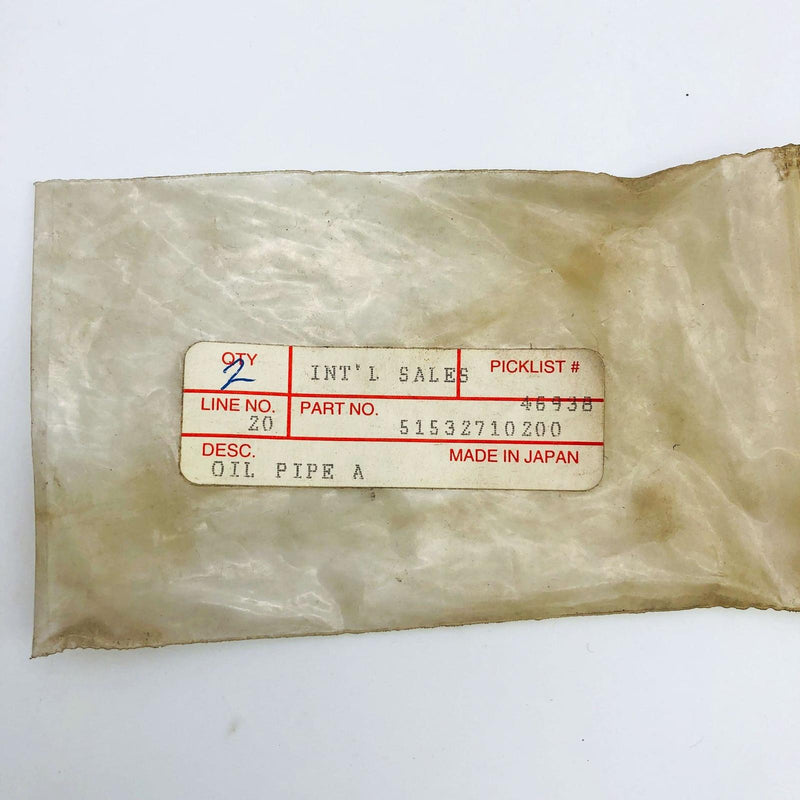 QTY 2 INT'L SALES PICKLIST #
46938
LINE NO. 20 PART NO. 51532710200
DESC. MADE IN JAPAN
OIL PIPE A